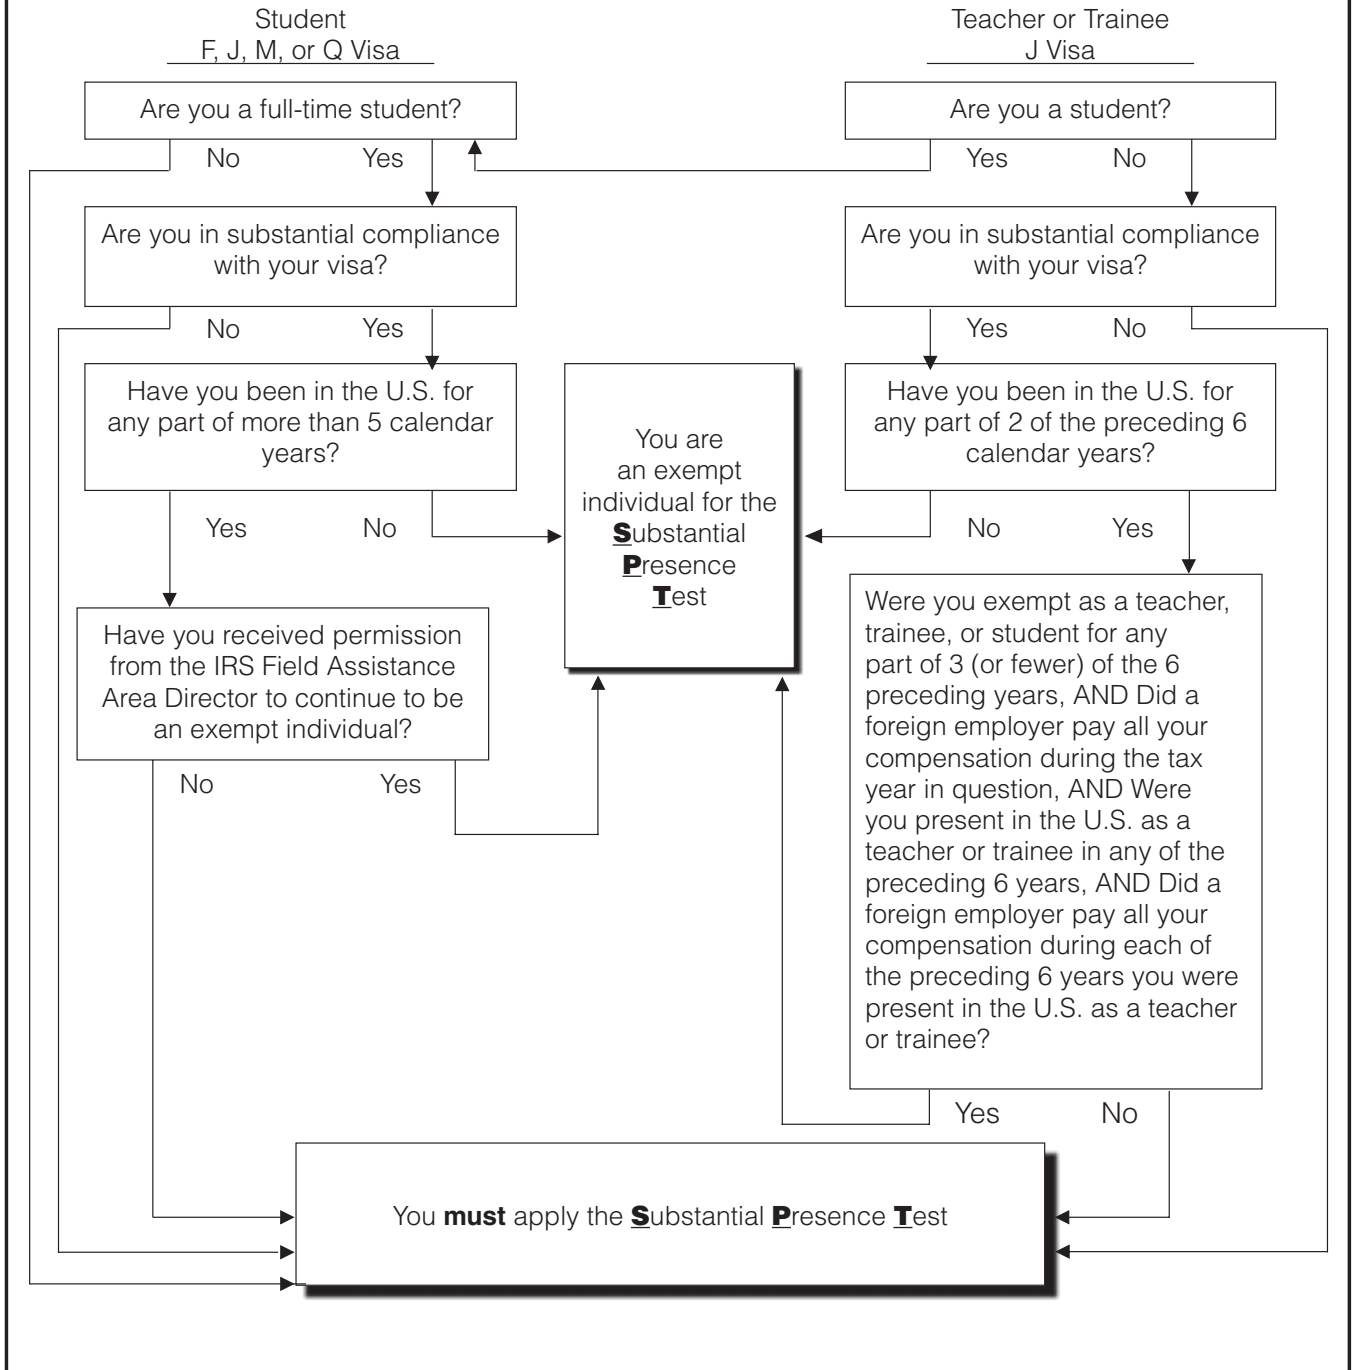 Student
F, J, M, or Q Visa
Are you a full-time student?
No
Yes
Are you in substantial compliance
with your visa?
No
Yes
Have you been in the U.S. for
any part of more than 5 calendar
years?
Yes
No
Have you received permission
from the IRS Field Assistance
Area Director to continue to be
an exempt individual?
No
Yes
You are
an exempt
individual for the
Substantial
Presence
Test
Teacher or Trainee
J Visa
Are you a student?
Yes
No
Are you in substantial compliance
with your visa?
Yes
No
Have you been in the U.S. for
any part of 2 of the preceding 6
calendar years?
No
Yes
Were you exempt as a teacher,
trainee, or student for any
part of 3 (or fewer) of the 6
preceding years, AND Did a
foreign employer pay all your
compensation during the tax
year in question, AND Were
you present in the U.S. as a
teacher or trainee in any of the
preceding 6 years, AND Did a
foreign employer pay all your
compensation during each of
the preceding 6 years you were
present in the U.S. as a teacher
or trainee?
Yes
No
You must apply the Substantial Presence Test